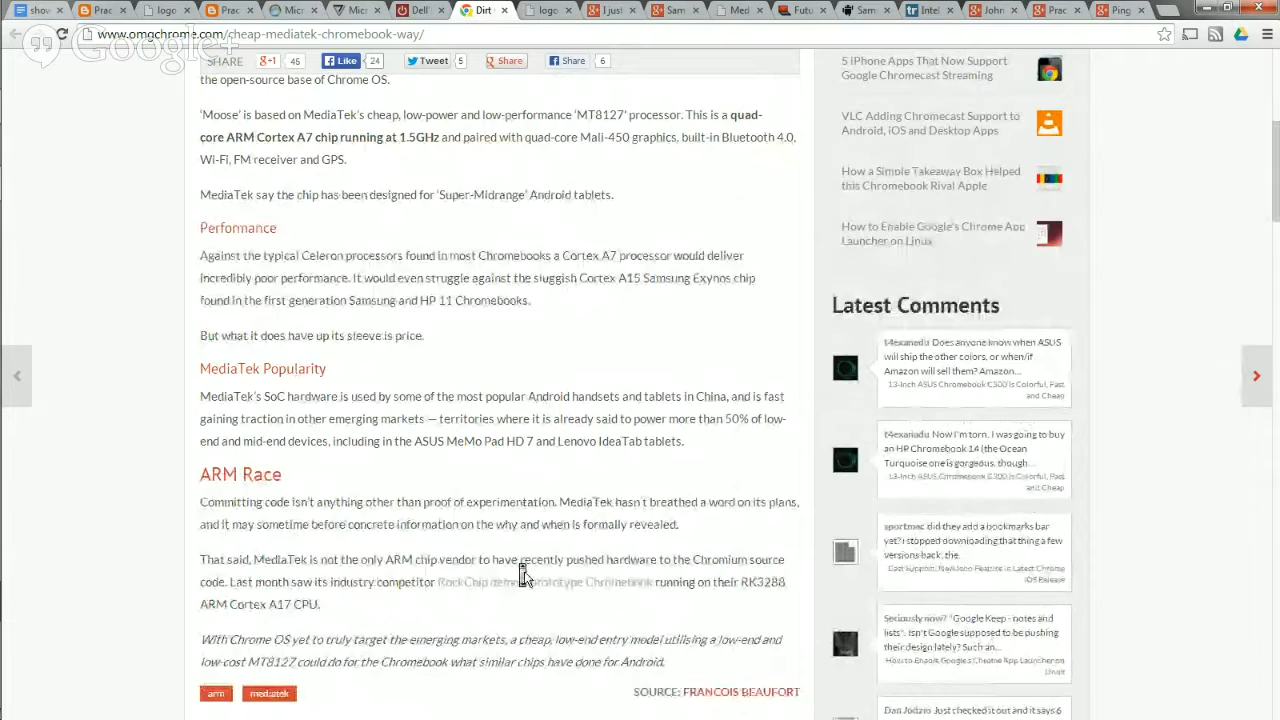 show
Prac
logo
Prac
Micr
Mic
Dell'
Dirt
logo
I just
Sam
Med
Futu
Sam
Intel
John
Prac
Ping
www.omgchrome.com/cheap-mediatek-chromebook-way/
Google+
SHARE +1 45 Like 24 Tweet 5 Share Share 6
the open-source base of Chrome OS.
'Moose' is based on MediaTek's cheap, low-power and low-performance 'MT8127' processor. This is a quad-
core ARM Cortex A7 chip running at 1.5GHz and paired with quad-core Mali-450 graphics, built-in Bluetooth 4.0,
Wi-Fi, FM receiver and GPS.
MediaTek say the chip has been designed for 'Super-Midrange' Android tablets.
Performance
Against the typical Celeron processors found in most Chromebooks a Cortex A7 processor would deliver
incredibly poor performance. It would even struggle against the sluggish Cortex A15 Samsung Exynos chip
found in the first generation Samsung and HP 11 Chromebooks.
But what it does have up its sleeve is price.
MediaTek Popularity
MediaTek's SoC hardware is used by some of the most popular Android handsets and tablets in China, and is fast
gaining traction in other emerging markets — territories where it is already said to power more than 50% of low-
end and mid-end devices, including in the ASUS MeMo Pad HD 7 and Lenovo IdeaTab tablets.
ARM Race
Committing code isn't anything other than proof of experimentation. MediaTek hasn't breathed a word on its plans,
and it may sometime before concrete information on the why and when is formally revealed.
That said, MediaTek is not the only ARM chip vendor to have recently pushed hardware to the Chromium source
code. Last month saw its industry competitor RockChip demo prototype Chromebook running on their RK3288
ARM Cortex A17 CPU.
With Chrome OS yet to truly target the emerging markets, a cheap, low-end entry model utilising a low-end and
low-cost MT8127 could do for the Chromebook what similar chips have done for Android.
arm mediatek
SOURCE: FRANCOIS BEAUFORT
5 iPhone Apps That Now Support
Google Chromecast Streaming
VLC Adding Chromecast Support to
Android, iOS and Desktop Apps
How a Simple Takeaway Box Helped
this Chromebook Rival Apple
How to Enable Google's Chrome App
Launcher on Linux
Latest Comments
t4exanadu Does anyone know when ASUS
will ship the other colors, or when/if
Amazon will sell them? Amazon...
13-Inch ASUS Chromebook C300 is Colorful, Fast
and Cheap
t4exanadu Now I'm torn. I was going to buy
an HP Chromebook 14 (the Ocean
Turquoise one is gorgeous, though...
13-Inch ASUS Chromebook C300 is Colorful, Fast
and Cheap
sportmac did they add a bookmarks bar
yet? i stopped downloading that thing a few
versions back, the.
Cast Support, New Icons Feature in Latest Chrome
iOS Release
Seriously now? "Google Keep - notes and
lists". Isn't Google supposed to be pushing
their design lately? Such an...
How to Enable Google's Chrome App Launcher on
Linux
Dan Jolano Just checked it out and it says 6